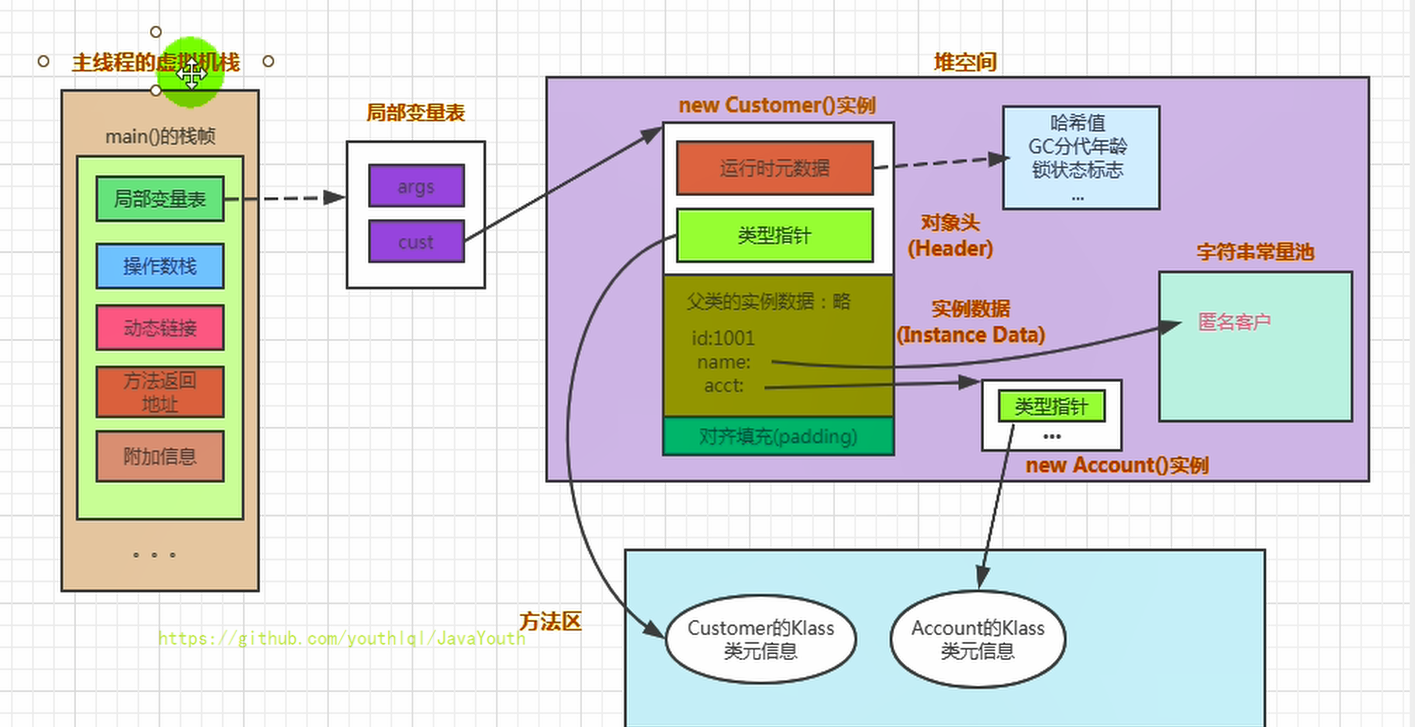 主线程的虚拟机栈
main()的栈帧
局部变量表
操作数栈
动态链接
方法返回
地址
附加信息
。。。
局部变量表
args
cust
堆空间
new Customer()实例
运行时元数据
类型指针
哈希值
GC分代年龄
锁状态标志
...
对象头
(Header)
父类的实例数据：略
id:1001
name:
acct:
实例数据
(Instance Data)
对齐填充(padding)
字符串常量池
匿名客户
类型指针
...
new Account()实例
方法区
Customer的Klass
类元信息
Account的Klass
类元信息
https://github.com/youthlql/JavaYouth